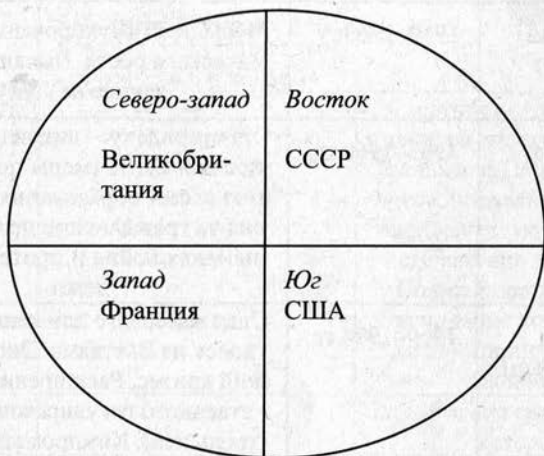 Северо-запад
Великобри-
тания
Восток
СССР
Запад
Франция
Юг
США